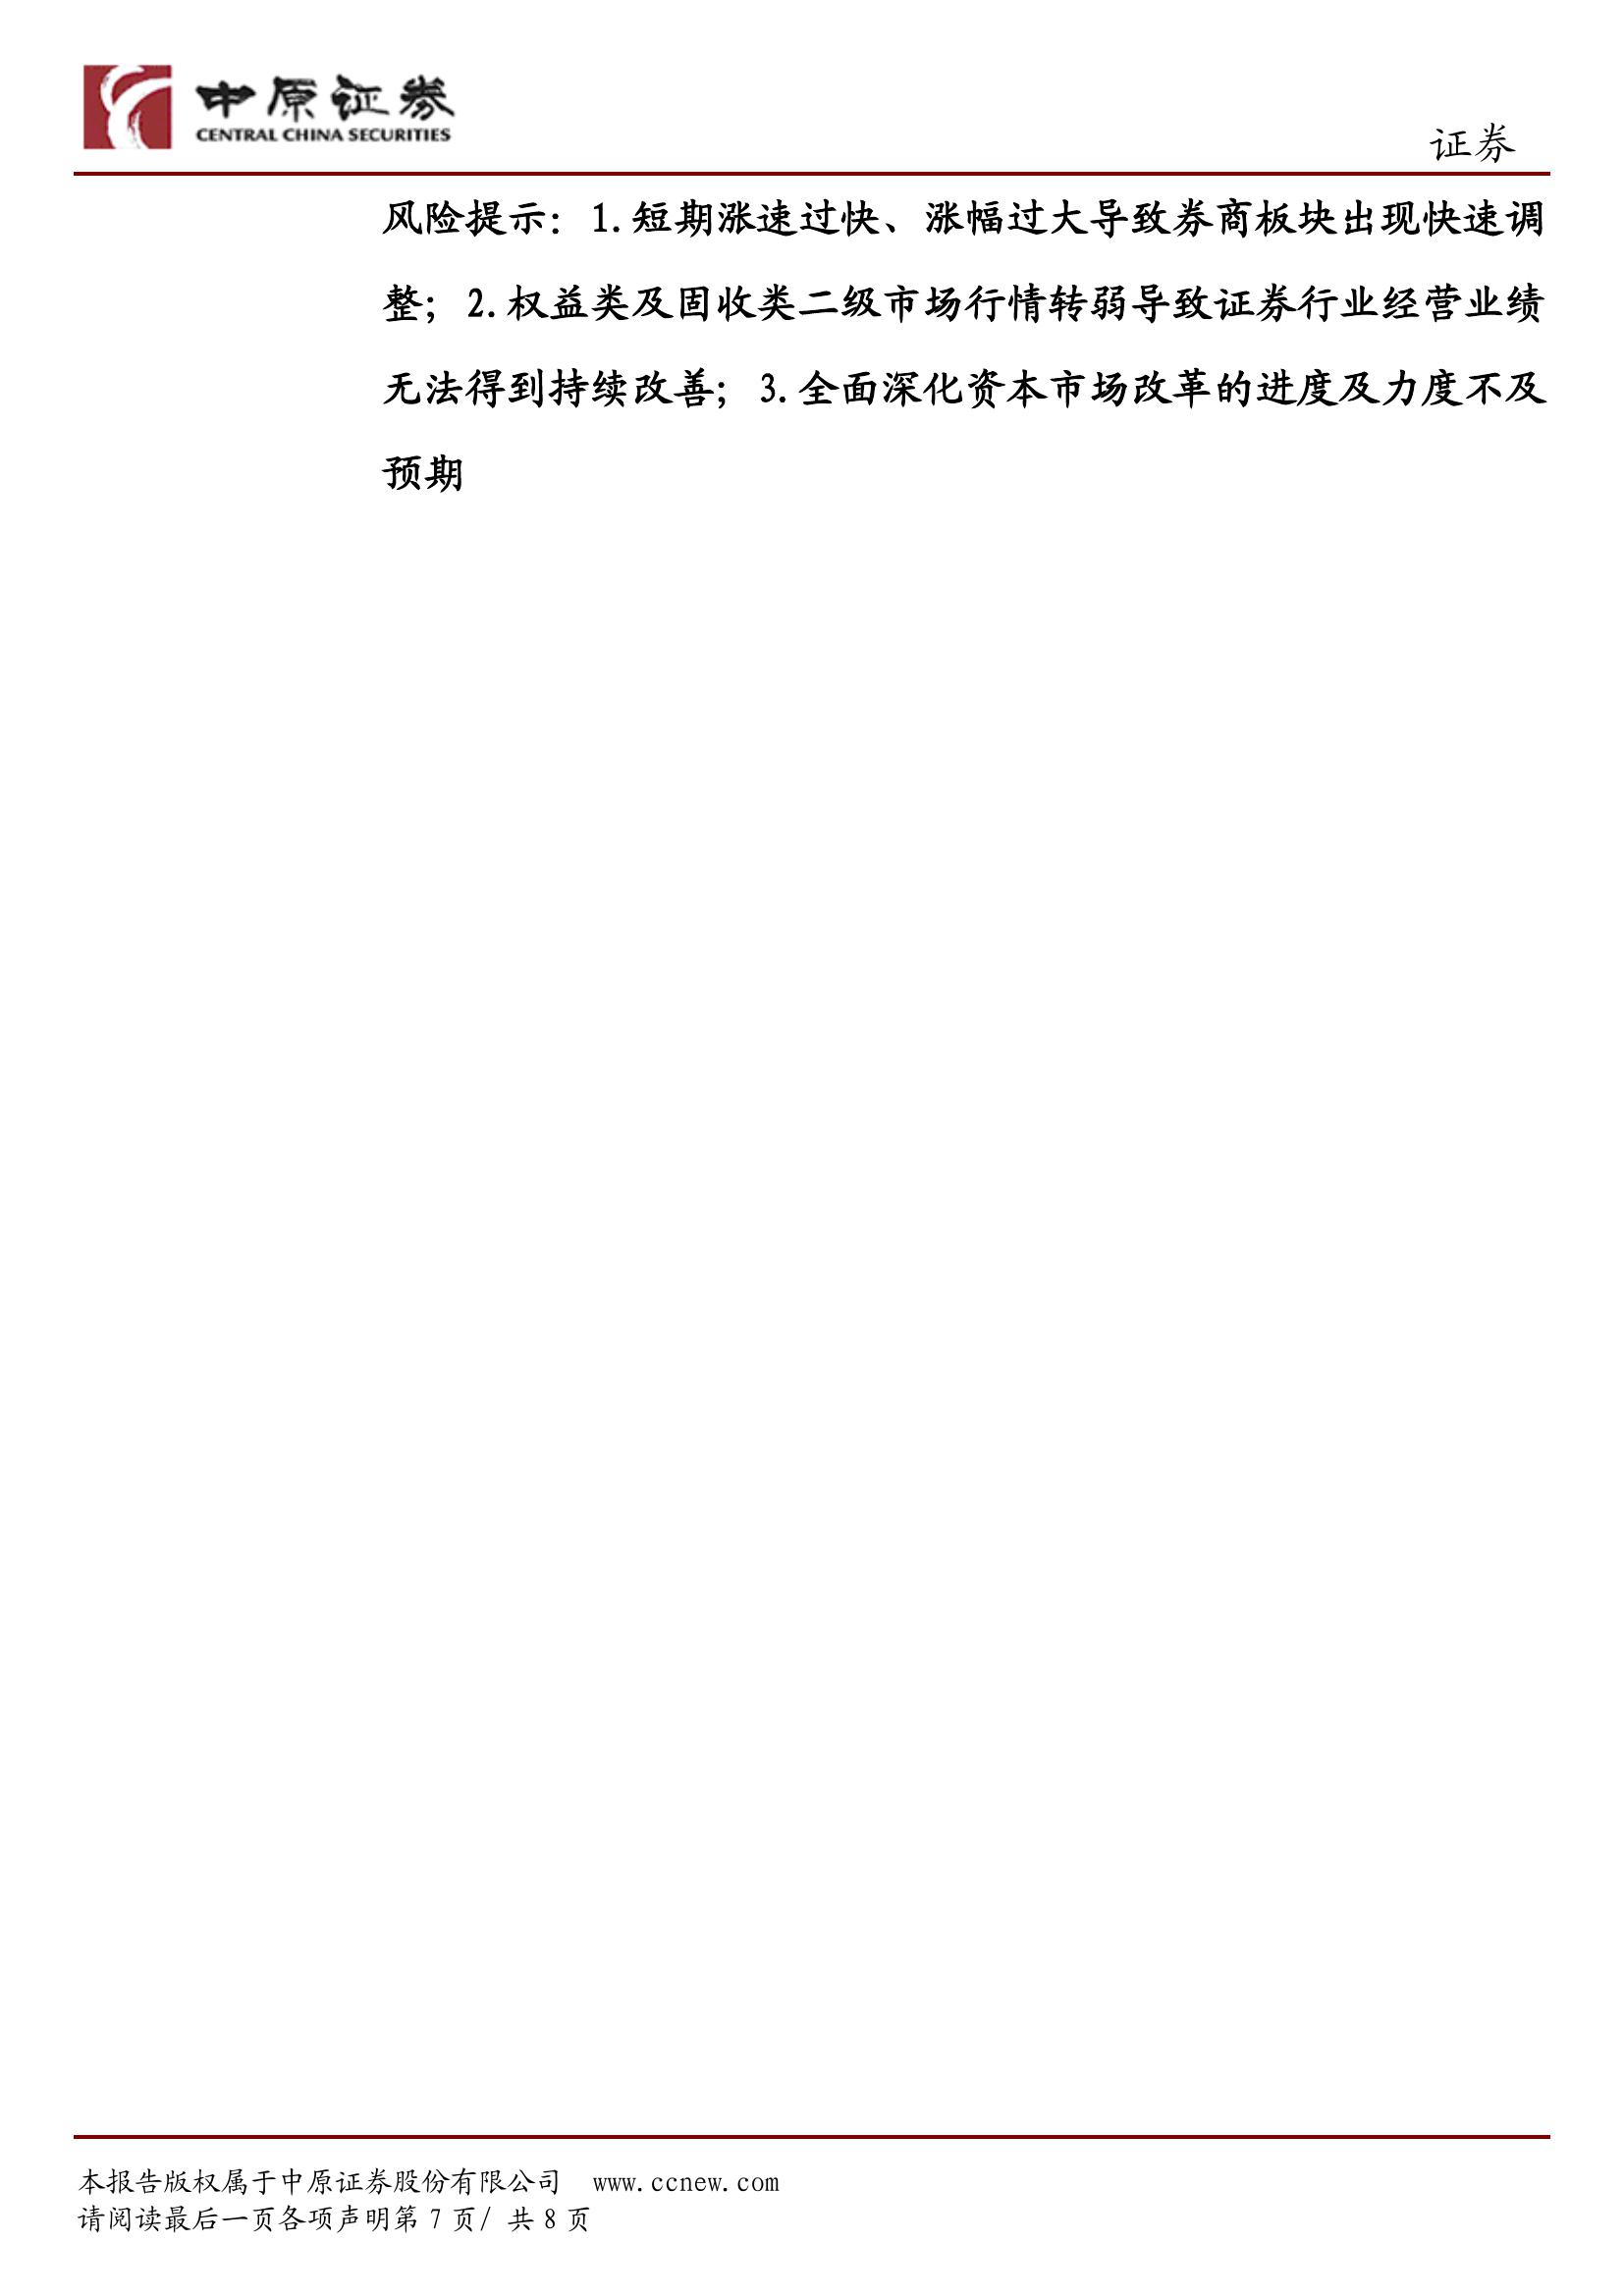 中原证券
CENTRAL CHINA SECURITIES
证券
风险提示：1.短期涨速过快、涨幅过大导致券商板块出现快速调
整；2.权益类及固收类二级市场行情转弱导致证券行业经营业绩
无法得到持续改善；3.全面深化资本市场改革的进度及力度不及
预期
本报告版权属于中原证券股份有限公司 www.ccnew.com
请阅读最后一页各项声明第 7 页/ 共 8 页